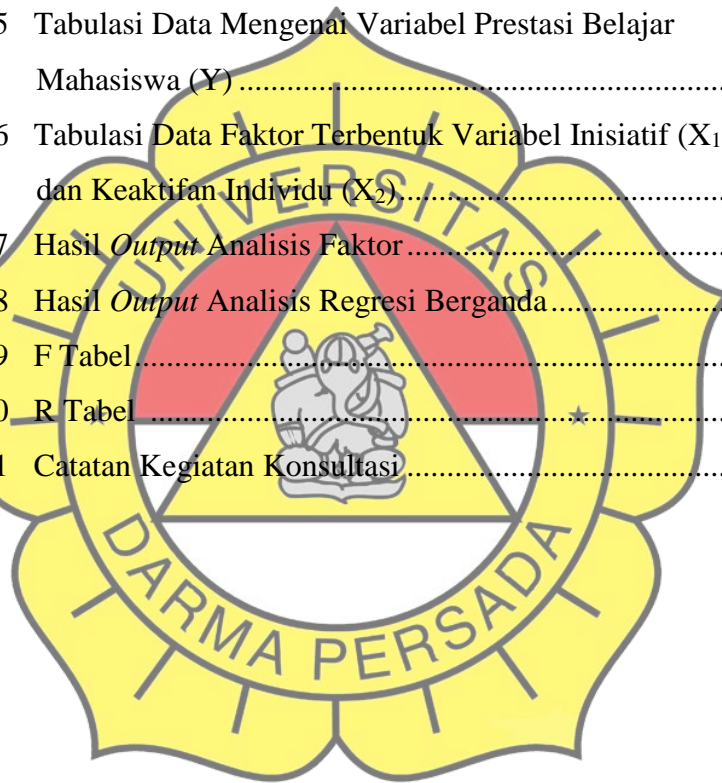 5 Tabulasi Data Mengenai Variabel Prestasi Belajar
Mahasiswa (Y) ................................................
6 Tabulasi Data Faktor Terbentuk Variabel Inisiatif (X1
dan Keaktifan Individu (X2) ................................................
7 Hasil Output Analisis Faktor ................................................
8 Hasil Output Analisis Regresi Berganda ................................................
9 F Tabel ................................................
0 R Tabel ................................................
1 Catatan Kegiatan Konsultasi ................................................
UNIVERSITAS
DARMA PERSADA